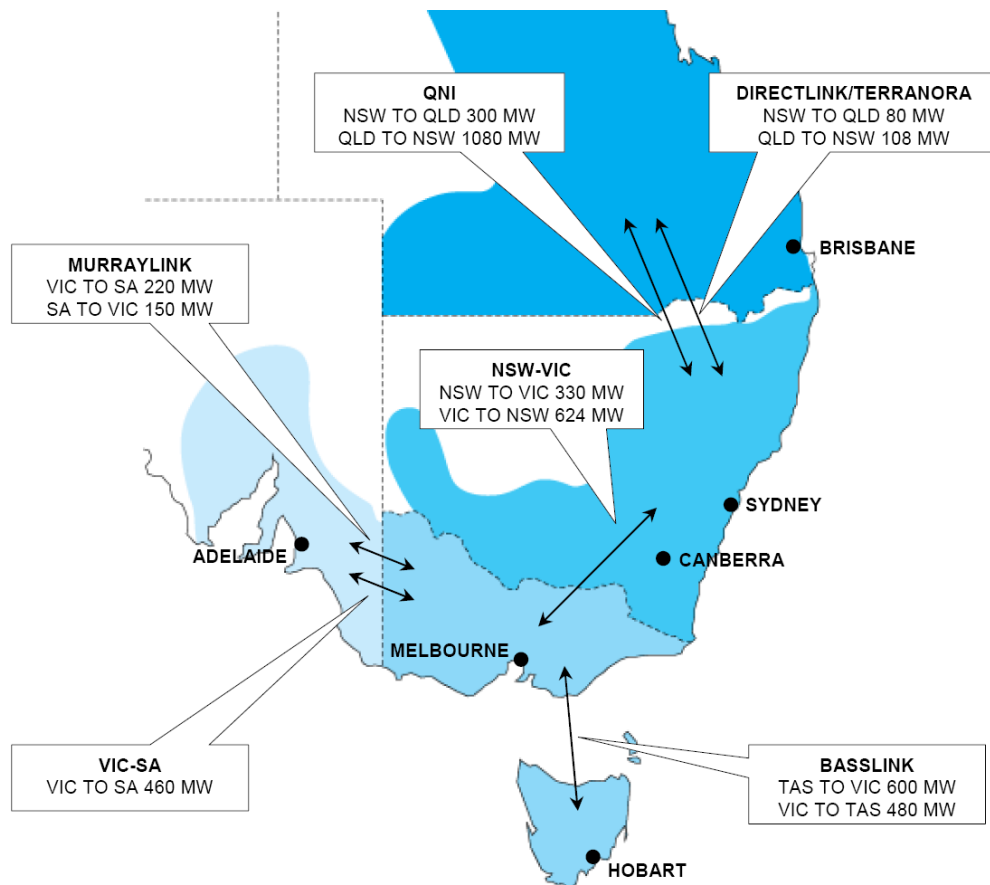 QNI
NSW TO QLD 300 MW
QLD TO NSW 1080 MW
DIRECTLINK/TERRANORA
NSW TO QLD 80 MW
QLD TO NSW 108 MW
BRISBANE
MURRAYLINK
VIC TO SA 220 MW
SA TO VIC 150 MW
NSW-VIC
NSW TO VIC 330 MW
VIC TO NSW 624 MW
SYDNEY
ADELAIDE
CANBERRA
MELBOURNE
VIC-SA
VIC TO SA 460 MW
BASSLINK
TAS TO VIC 600 MW
VIC TO TAS 480 MW
HOBART